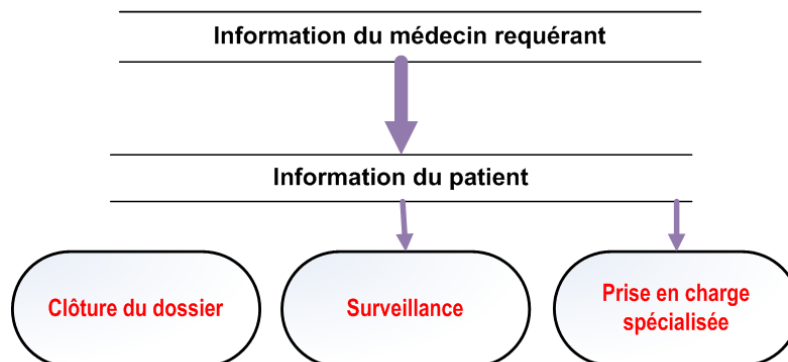 Information du médecin requérant
Information du patient
Clôture du dossier
Surveillance
Prise en charge
spécialisée